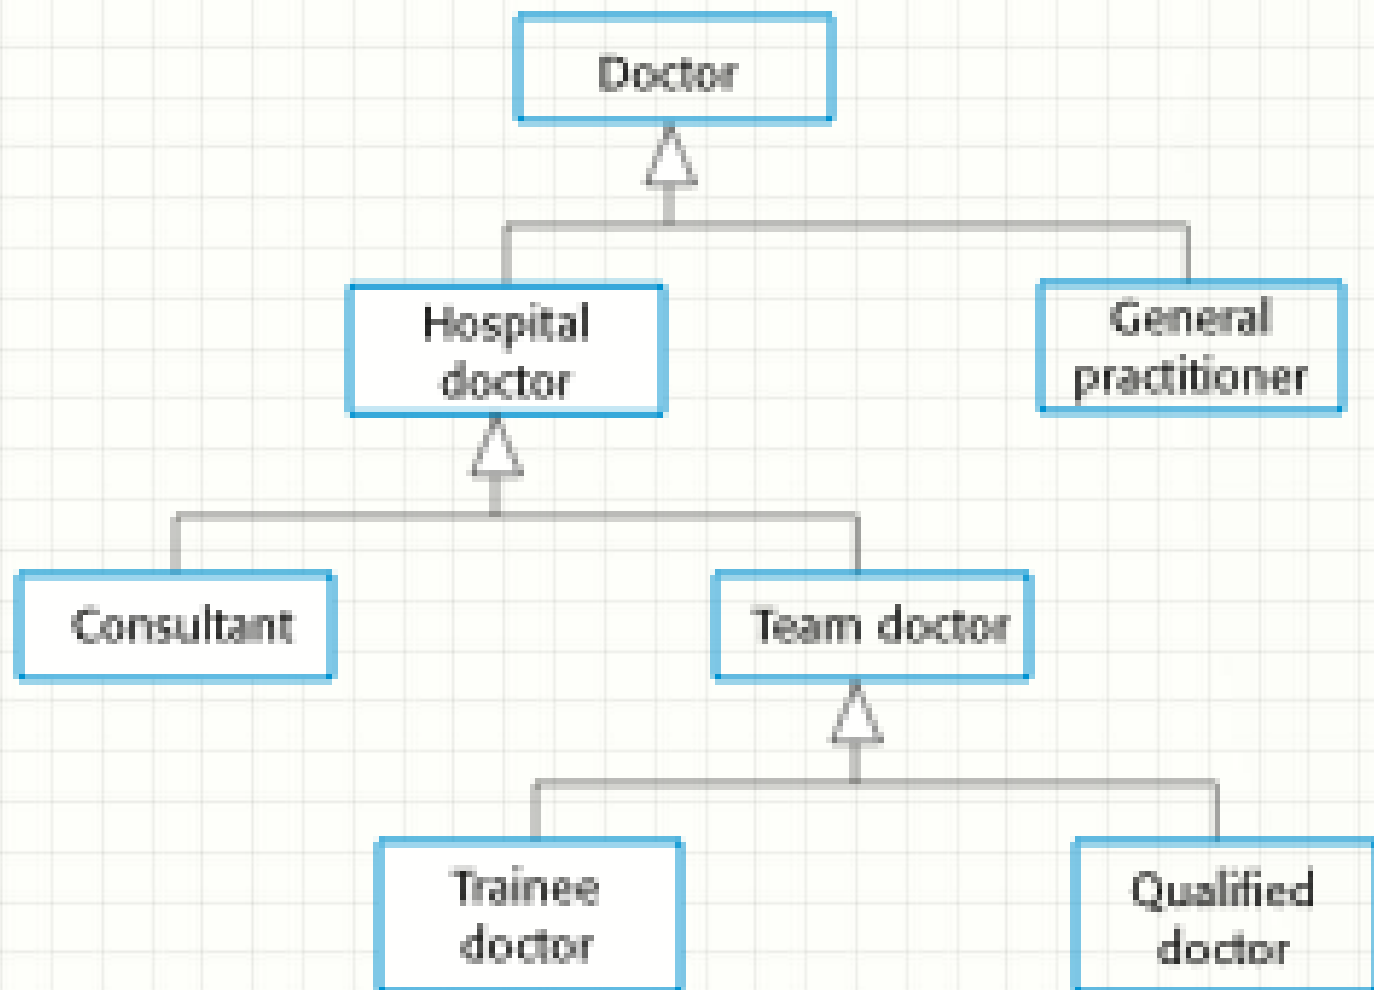 Doctor
Hospital
doctor
General
practitioner
Consultant
Team doctor
Trainee
doctor
Qualified
doctor